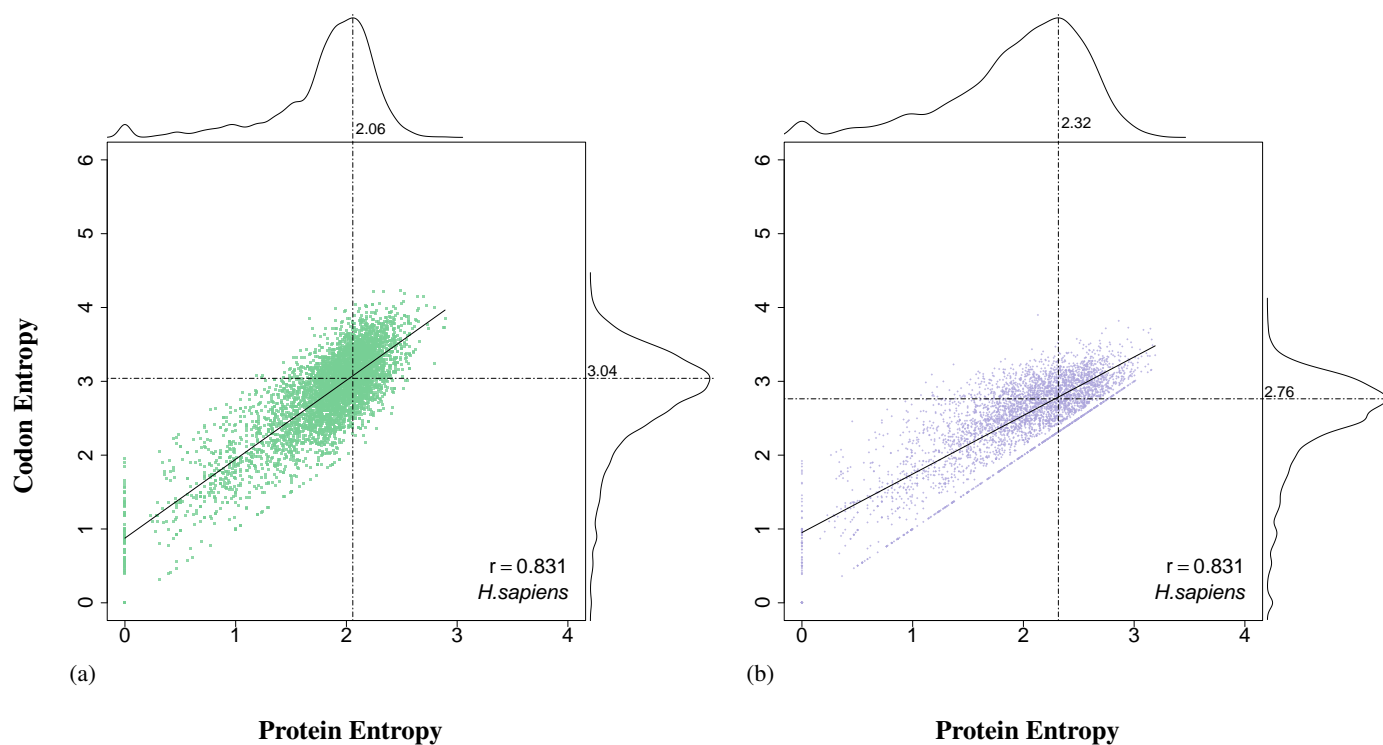 2.06
2.32
6
5
4
3
2
1
0
Codon Entropy
3.04
2.76
r = 0.831
H.sapiens
r = 0.831
H.sapiens
0 1 2 3 4
0 1 2 3 4
(a)
(b)
Protein Entropy
Protein Entropy
6
5
4
3
2
1
0